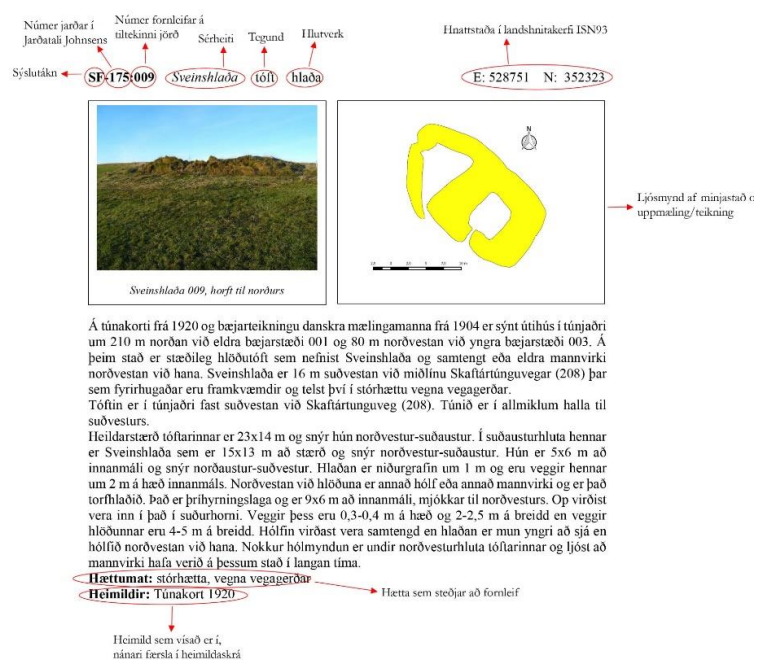 Númer jarðar í
Jarðatali Johnsens
Númer fornleifar á
tiltekinni jörð
Sérheiti
Tegund
Hlutverk
Hnattstaða í landshnitakerfi ISN93
Sýslutákn
SF-175:009 Sveinshlaða tóft hlaða E: 528751 N: 352323
N
Ljósmynd af minjastað o
uppmæling/teikning
Sveinshlaða 009, horft til norðurs
Á túnakorti frá 1920 og bæjarteikningu danskra mælingamanna frá 1904 er sýnt útihús í túnjaðri
um 210 m norðan við eldra bæjarstæði 001 og 80 m norðvestan við yngra bæjarstæði 003. Á
þeim stað er stæðileg hlöðutóft sem nefnist Sveinshlaða og samtengt eða eldra mannvirki
norðvestan við hana. Sveinshlaða er 16 m suðvestan við miðlínu Skaftártúnguvegar (208) þar
sem fyrirhugaðar eru framkvæmdir og telst því í stórhættu vegna vegagerðar.
Tóftin er í túnjaðri fast suðvestan við Skaftártunguveg (208). Túnið er í allmiklum halla til
suðvesturs.
Heildarstærð tóftarinnar er 23x14 m og snýr hún norðvestur-suðaustur. Í suðausturhluta hennar
er Sveinshlaða sem er 15x13 m að stærð og snýr norðvestur-suðaustur. Hún er 5x6 m að
innanmáli og snýr norðaustur-suðvestur. Hlaðan er niðurgrafin um 1 m og eru veggir hennar
um 2 m á hæð innanmáls. Norðvestan við hlöðuna er annað hólf eða annað mannvirki og er það
torfhlaðið. Það er þríhyrningslaga og er 9x6 m að innanmáli, mjókkar til norðvesturs. Op virðist
vera inn í það í suðurhorni. Veggir þess eru 0,3-0,4 m á hæð og 2-2,5 m á breidd en veggir
hlöðunnar eru 4-5 m á breidd. Hólfin virðast vera samtengd en hlaðan er mun yngri að sjá en
hólfið norðvestan við hana. Nokkur hólmyndun er undir norðvesturhluta tóftarinnar og ljóst að
mannvirki hafa verið á þessum stað í langan tíma.
Hættumat: stórhætta, vegna vegagerðar
Heimildir: Túnakort 1920
Hætta sem steðjar að fornleif
Heimild sem vísað er í,
nánari færsla í heimildaskrá